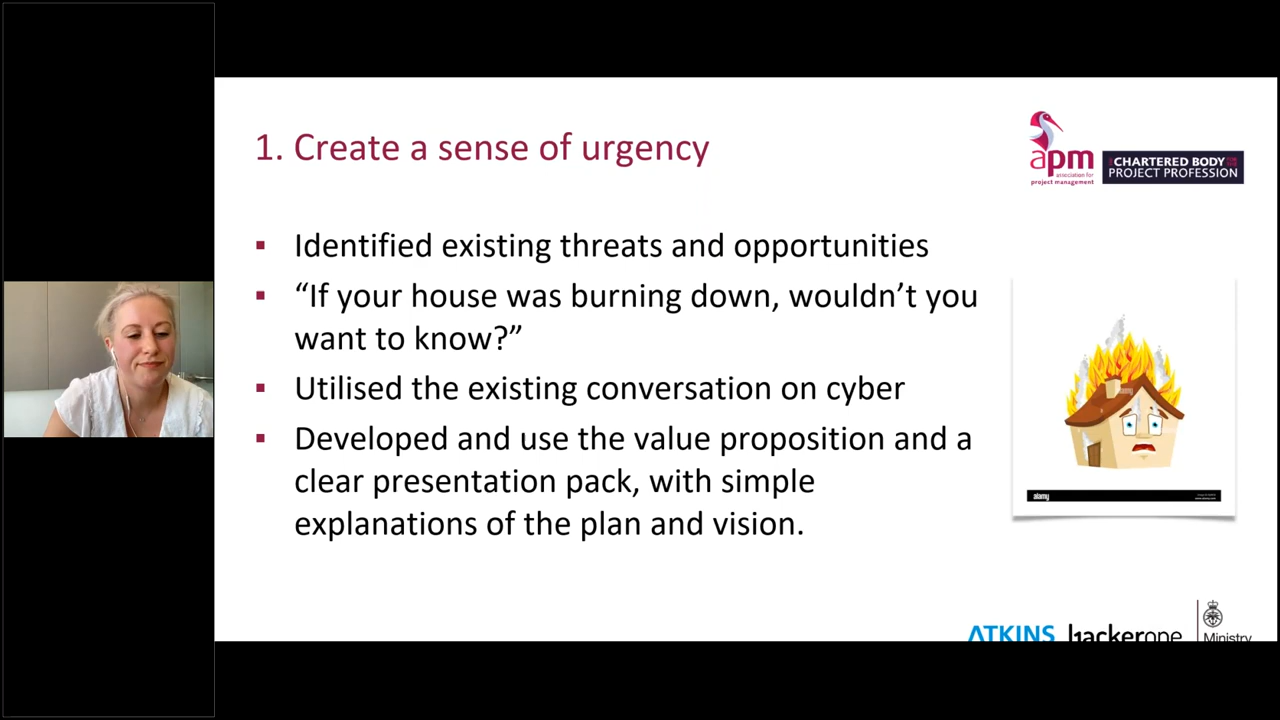 1. Create a sense of urgency
apm
association for
project management
CHARTERED BODY
PROJECT PROFESSION
▪ Identified existing threats and opportunities
▪ “If your house was burning down, wouldn’t you
want to know?”
▪ Utilised the existing conversation on cyber
▪ Developed and use the value proposition and a
clear presentation pack, with simple
explanations of the plan and vision.
alamy
ATKINS
hackerone
Ministry